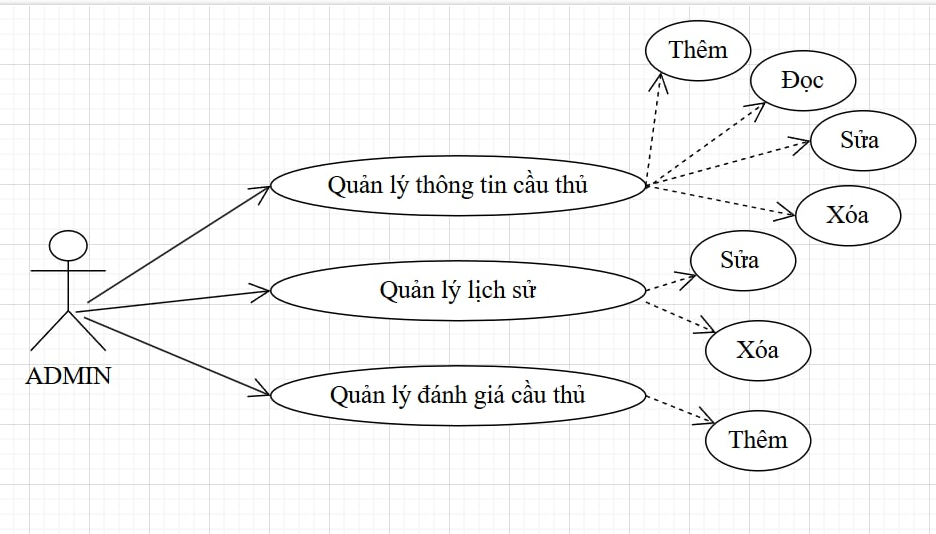 Thêm
Đọc
Sửa
Quản lý thông tin cầu thủ
Xóa
Sửa
Quản lý lịch sử
Xóa
ADMIN
Quản lý đánh giá cầu thủ
Thêm